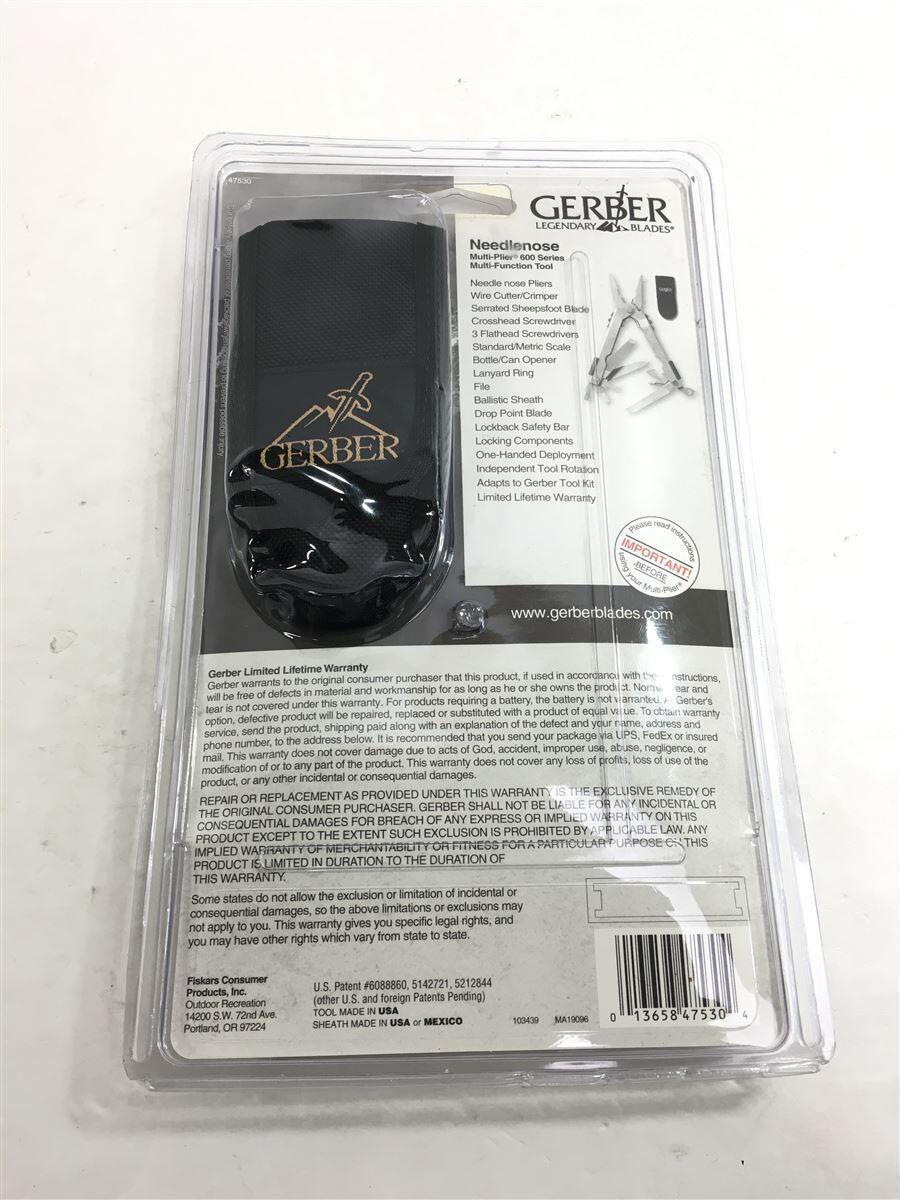 47530
GERBER
LEGENDARY BLADES®
Needlenose
Multi-Plier® 600 Series
Multi-Function Tool
Needle nose Pliers
Wire Cutter/Crimper
Serrated Sheepsfoot Blade
Crosshead Screwdriver
3 Flathead Screwdrivers
Standard/Metric Scale
Bottle/Can Opener
Lanyard Ring
File
Ballistic Sheath
Drop Point Blade
Lockback Safety Bar
Locking Components
One-Handed Deployment
Independent Tool Rotation
Adapts to Gerber Tool Kit
Limited Lifetime Warranty
GERBER
Please read instructions
IMPORTANT!
-BEFORE-
using your Multi-Plier®
www.gerberblades.com
Gerber Limited Lifetime Warranty
Gerber warrants to the original consumer purchaser that this product, if used in accordance with instructions,
will be free of defects in material and workmanship for as long as he or she owns the product. and
tear is not covered under this warranty. For products requiring a battery, the battery is not warranted. Gerber's
option, defective product will be repaired, replaced or substituted with a product of equal value. To obtain warranty
service, send the product, shipping paid along with an explanation of the defect and your name, address and
phone number, to the address below. It is recommended that you send your package via UPS, FedEx or insured
mail. This warranty does not cover damage due to acts of God, accident, improper use, abuse, negligence, or
modification of or to any part of the product. This warranty does not cover any loss of profits, loss of use of the
product, or any other incidental or consequential damages.
REPAIR OR REPLACEMENT AS PROVIDED UNDER THIS WARRANTY IS THE EXCLUSIVE REMEDY OF
THE ORIGINAL CONSUMER PURCHASER. GERBER SHALL NOT BE LIABLE FOR ANY INCIDENTAL OR
CONSEQUENTIAL DAMAGES FOR BREACH OF ANY EXPRESS OR IMPLIED WARRANTY ON THIS
PRODUCT EXCEPT TO THE EXTENT SUCH EXCLUSION IS PROHIBITED BY APPLICABLE LAW. ANY
IMPLIED WARRANTY OF MERCHANTABILITY OR FITNESS FOR A PARTICULAR PURPOSE ON THIS
PRODUCT IS LIMITED IN DURATION TO THE DURATION OF
THIS WARRANTY.
Some states do not allow the exclusion or limitation of incidental or
consequential damages, so the above limitations or exclusions may
not apply to you. This warranty gives you specific legal rights, and
you may have other rights which vary from state to state.
Fiskars Consumer
Products, Inc.
Outdoor Recreation
14200 S.W. 72nd Ave.
Portland, OR 97224
U.S. Patent #6088860, 5142721, 5212844
(other U.S. and foreign Patents Pending)
TOOL MADE IN USA
SHEATH MADE IN USA or MEXICO
103439 MA19096
0 13658 47530 4